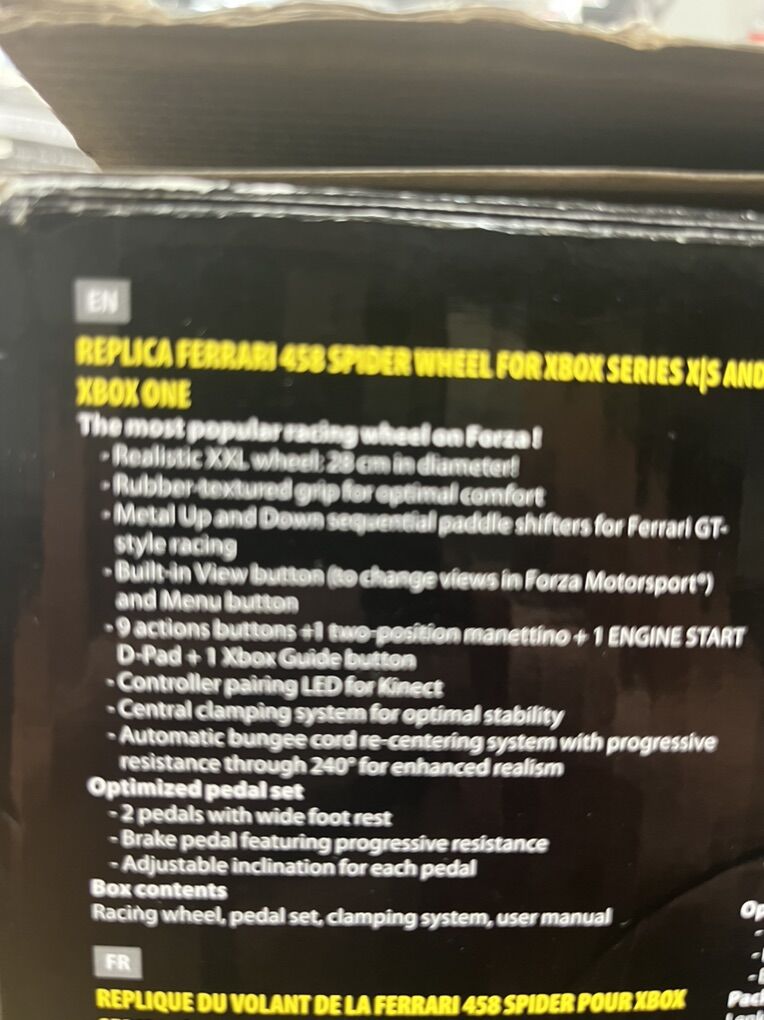 EN
REPLICA FERRARI 458 SPIDER WHEEL FOR XBOX SERIES X|S AND
XBOX ONE
The most popular racing wheel on Forza !
- Realistic XXL wheel: 28 cm in diameter!
- Rubber-textured grip for optimal comfort
- Metal Up and Down sequential paddle shifters for Ferrari GT-
style racing
- Built-in View button (to change views in Forza Motorsport®)
and Menu button
- 9 actions buttons +1 two-position manettino + 1 ENGINE START
D-Pad + 1 Xbox Guide button
- Controller pairing LED for Kinect
- Central clamping system for optimal stability
- Automatic bungee cord re-centering system with progressive
resistance through 240° for enhanced realism
Optimized pedal set
- 2 pedals with wide foot rest
- Brake pedal featuring progressive resistance
- Adjustable inclination for each pedal
Box contents
Racing wheel, pedal set, clamping system, user manual
FR
REPLIQUE DU VOLANT DE LA FERRARI 458 SPIDER POUR XBOX